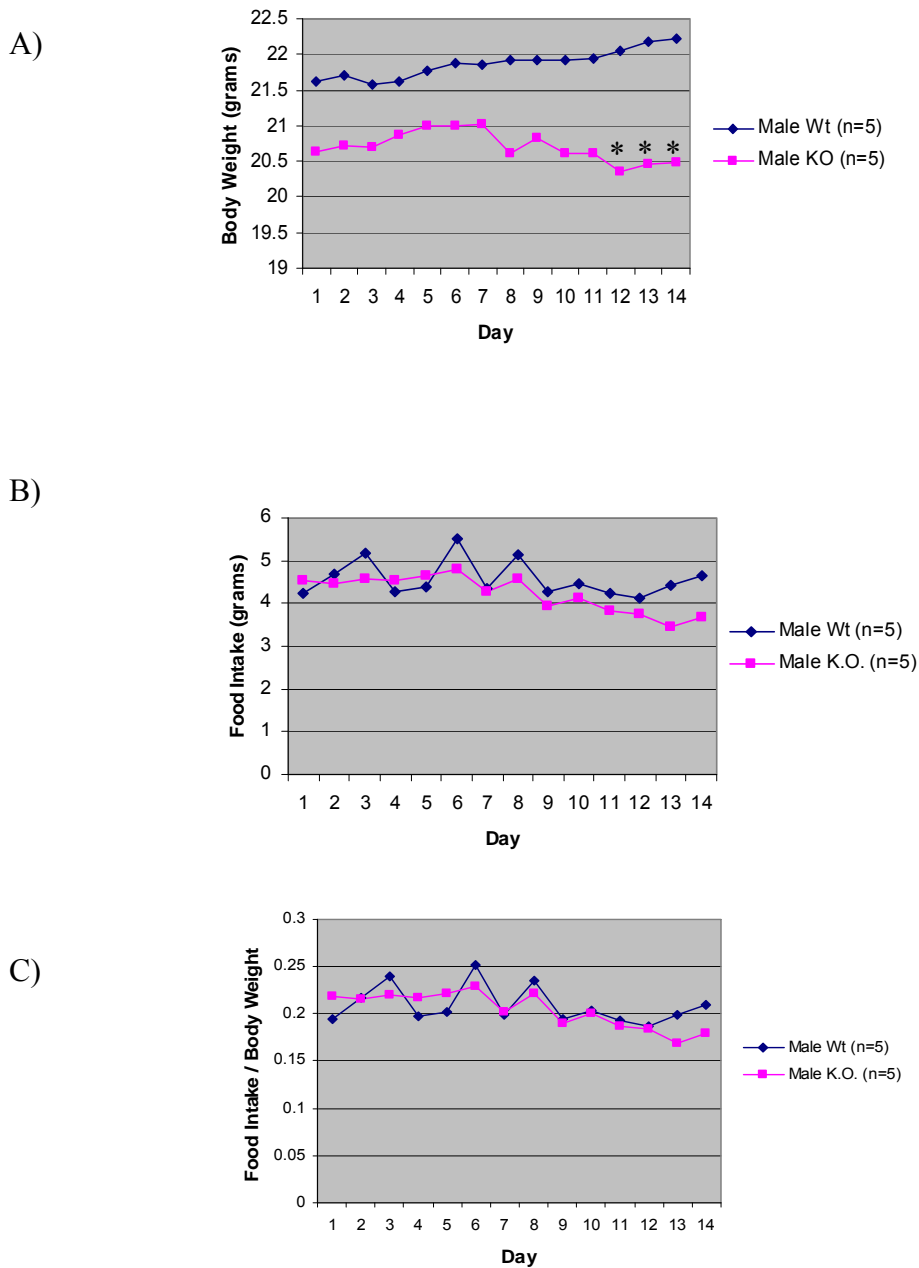 A)
22.5
22
21.5
21
20.5
20
19.5
19
Body Weight (grams)
* * *
1 2 3 4 5 6 7 8 9 10 11 12 13 14
Day
Male Wt (n=5)
Male KO (n=5)
B)
6
5
4
3
2
1
0
Food Intake (grams)
1 2 3 4 5 6 7 8 9 10 11 12 13 14
Day
Male Wt (n=5)
Male K.O. (n=5)
C)
0.3
0.25
0.2
0.15
0.1
0.05
0
Food Intake / Body Weight
1 2 3 4 5 6 7 8 9 10 11 12 13 14
Day
Male Wt (n=5)
Male K.O. (n=5)